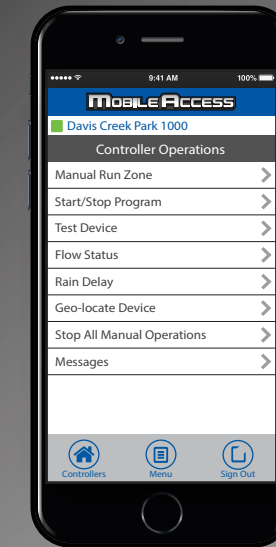 9:41 AM
100%
MOBILE ACCESS
Davis Creek Park 1000
Controller Operations
Manual Run Zone
Start/Stop Program
Test Device
Flow Status
Rain Delay
Geo-locate Device
Stop All Manual Operations
Messages
Controllers Menu Sign Out